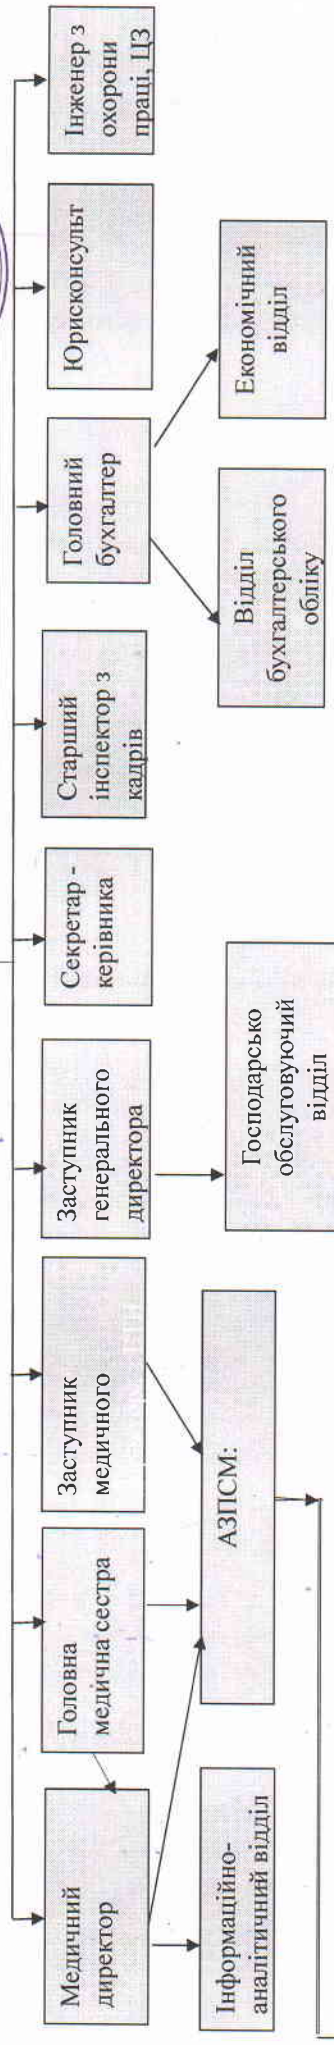 Медичний
директор
Головна
медична сестра
Заступник
медичного
Заступник
генерального
директора
Секретар -
керівника
Старший
інспектор з
кадрів
Головний
бухгалтер
Юрисконсульт
Інженер з
охорони
праці, ЦЗ
Інформаційно-
аналітичний відділ
АЗПСМ:
Господарсько
обслуговуючий
відділ
Відділ
бухгалтерського
обліку
Економічний
відділ